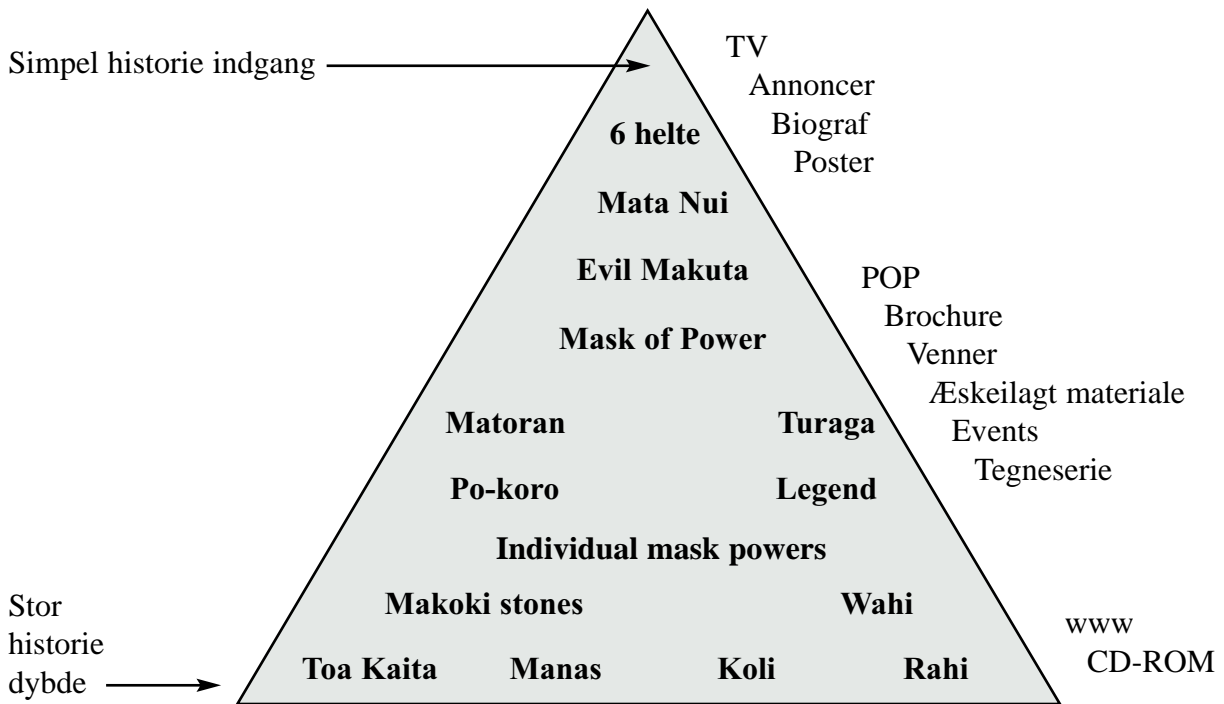 Simpel historie indgang
TV
Annoncer
Biograf
Poster
6 helte
Mata Nui
Evil Makuta
Mask of Power
POP
Brochure
Venner
Æskeilagt materiale
Events
Tegneserie
Matoran
Turaga
Po-koro
Legend
Individual mask powers
Makoki stones
Wahi
Toa Kaita
Manas
Koli
Rahi
Stor
historie
dybde
www
CD-ROM